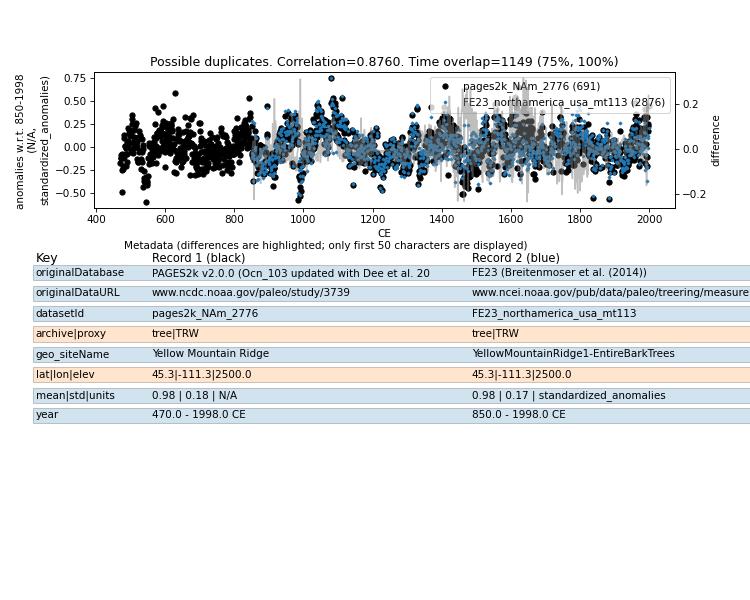 Possible duplicates. Correlation=0.8760. Time overlap=1149 (75%, 100%)
anomalies w.r.t. 850-1998
(N/A,
standardized_anomalies)
0.75
0.50
0.25
0.00
−0.25
−0.50
pages2k_NAm_2776 (691)
FE23_northamerica_usa_mt113 (2876)
0.2
0.0
−0.2
difference
400 600 800 1000 1200 1400 1600 1800 2000
CE
Metadata (differences are highlighted; only first 50 characters are displayed)
Key Record 1 (black) Record 2 (blue)
originalDatabase PAGES2k v2.0.0 (Ocn_103 updated with Dee et al. 20 FE23 (Breitenmoser et al. (2014))
originalDataURL www.ncdc.noaa.gov/paleo/study/3739 www.ncei.noaa.gov/pub/data/paleo/treering/measure
datasetId pages2k_NAm_2776 FE23_northamerica_usa_mt113
archive|proxy tree|TRW tree|TRW
geo_siteName Yellow Mountain Ridge YellowMountainRidge1-EntireBarkTrees
lat|lon|elev 45.3|-111.3|2500.0 45.3|-111.3|2500.0
mean|std|units 0.98 | 0.18 | N/A 0.98 | 0.17 | standardized_anomalies
year 470.0 - 1998.0 CE 850.0 - 1998.0 CE